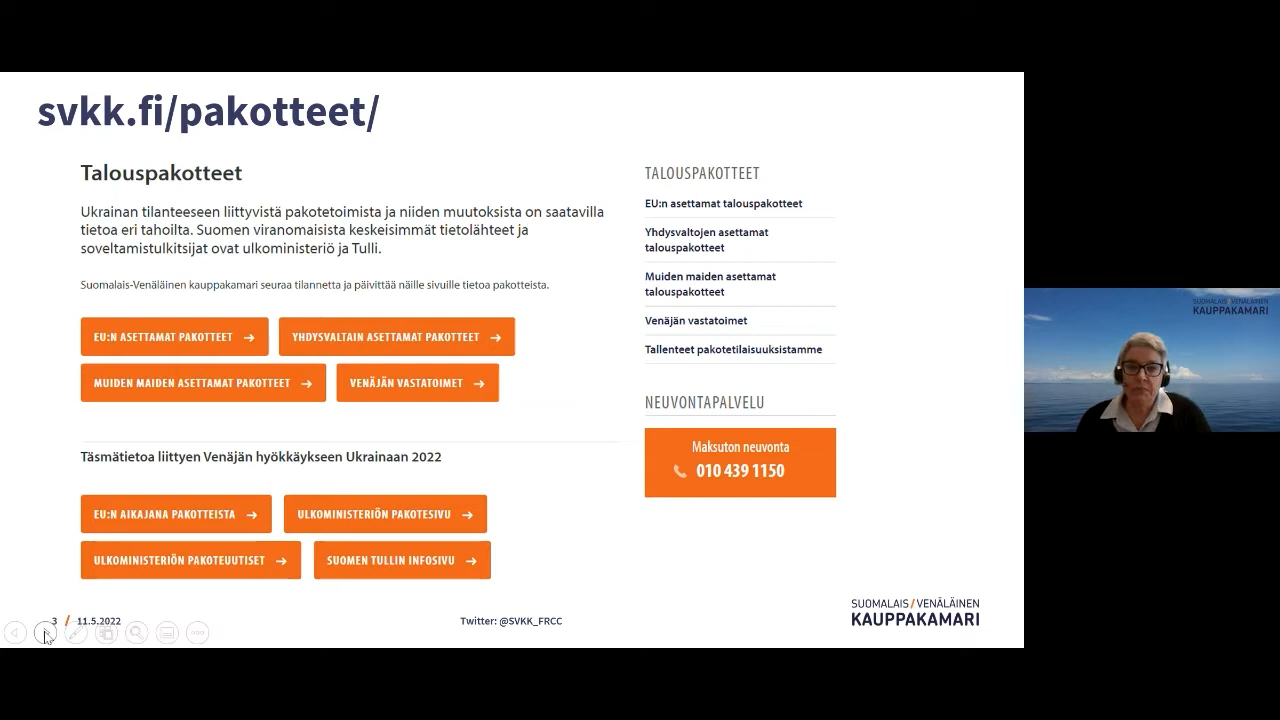 svkk.fi/pakotteet/
Talouspakotteet
Ukrainan tilanteeseen liittyvistä pakotetoimista ja niiden muutoksista on saatavilla
tietoa eri tahoilta. Suomen viranomaisista keskeisimmät tietolähteet ja
soveltamistulkitsijat ovat ulkoministeriö ja Tulli.
Suomalais-Venäläinen kauppakamari seuraa tilannetta ja päivittää näille sivuille tietoa pakotteista.
EU:N ASETTAMAT PAKOTTEET →
YHDYSVALTAIN ASETTAMAT PAKOTTEET →
MUIDEN MAIDEN ASETTAMAT PAKOTTEET →
VENÄJÄN VASTATOIMET →
Täsmätietoa liittyen Venäjän hyökkäykseen Ukrainaan 2022
EU:N AIKAJANA PAKOTTEISTA →
ULKOMINISTERIÖN PAKOTESIVU →
ULKOMINISTERIÖN PAKOTEUUTISET →
SUOMEN TULLIN INFOSIVU →
TALOUSPAKOTTEET
EU:n asettamat talouspakotteet
Yhdysvaltojen asettamat
talouspakotteet
Muiden maiden asettamat
talouspakotteet
Venäjän vastatoimet
Tallenteet pakotetilaisuuksistamme
NEUVONTAPALVELU
Maksuton neuvonta
010 439 1150
3 / 11.5.2022
Twitter: @SVKK_FRCC
SUOMALAIS/VENÄLÄINEN
KAUPPAKAMARI
SUOMALAIS/VENÄLÄINEN
KAUPPAKAMARI